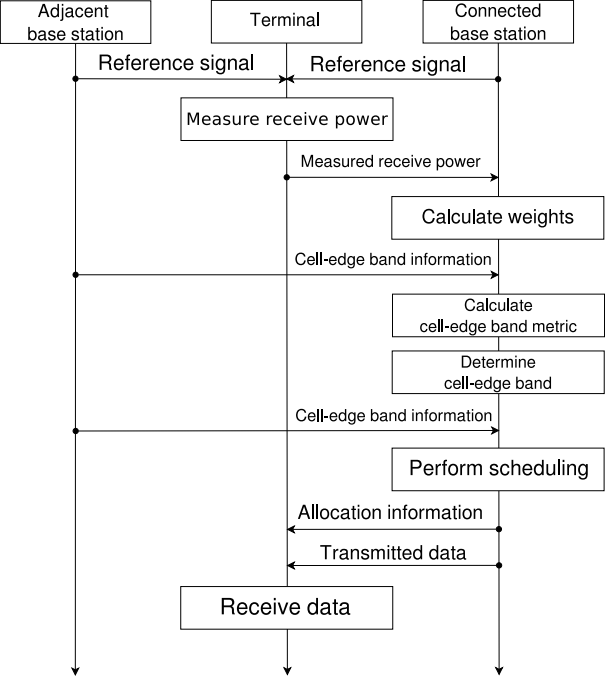 Adjacent
base station
Terminal
Connected
base station
Reference signal
Reference signal
Measure receive power
Measured receive power
Calculate weights
Cell-edge band information
Calculate
cell-edge band metric
Determine
cell-edge band
Cell-edge band information
Perform scheduling
Allocation information
Transmitted data
Receive data